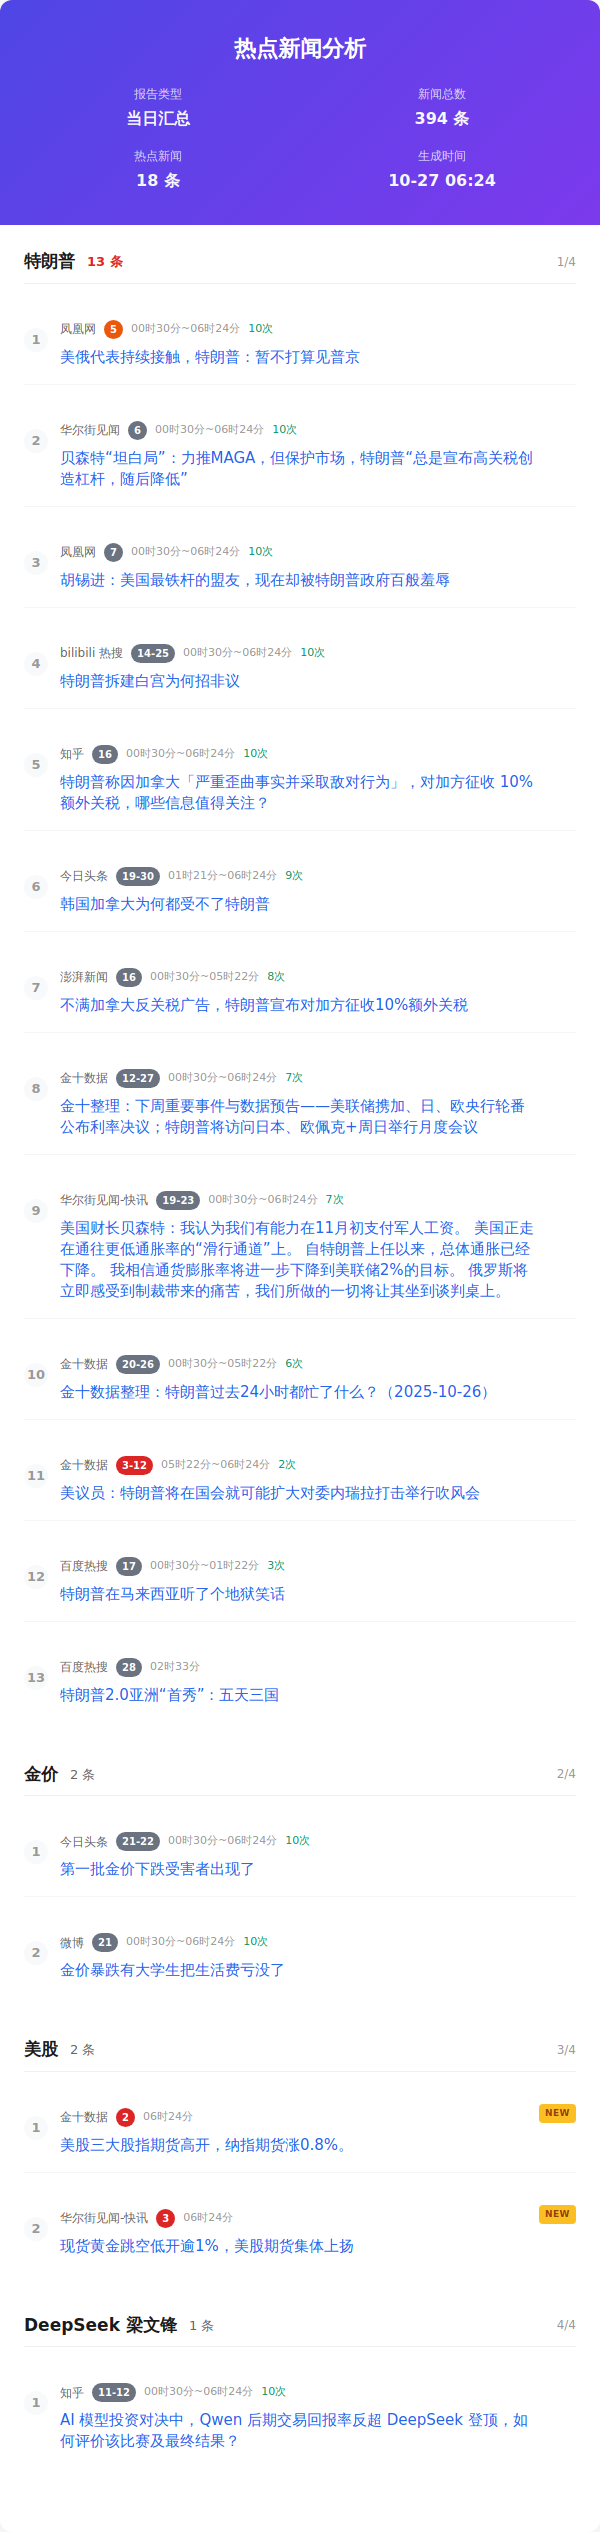 热点新闻分析
报告类型
当日汇总
新闻总数
394 条
热点新闻
18 条
生成时间
10-27 06:24
特朗普 13 条 1/4
1
凤凰网 5 00时30分~06时24分 10次
美俄代表持续接触，特朗普：暂不打算见普京
2
华尔街见闻 6 00时30分~06时24分 10次
贝森特“坦白局”：力推MAGA，但保护市场，特朗普“总是宣布高关税创
造杠杆，随后降低”
3
凤凰网 7 00时30分~06时24分 10次
胡锡进：美国最铁杆的盟友，现在却被特朗普政府百般羞辱
4
bilibili 热搜 14-25 00时30分~06时24分 10次
特朗普拆建白宫为何招非议
5
知乎 16 00时30分~06时24分 10次
特朗普称因加拿大「严重歪曲事实并采取敌对行为」，对加方征收 10%
额外关税，哪些信息值得关注？
6
今日头条 19-30 01时21分~06时24分 9次
韩国加拿大为何都受不了特朗普
7
澎湃新闻 16 00时30分~05时22分 8次
不满加拿大反关税广告，特朗普宣布对加方征收10%额外关税
8
金十数据 12-27 00时30分~06时24分 7次
金十整理：下周重要事件与数据预告——美联储携加、日、欧央行轮番
公布利率决议；特朗普将访问日本、欧佩克+周日举行月度会议
9
华尔街见闻-快讯 19-23 00时30分~06时24分 7次
美国财长贝森特：我认为我们有能力在11月初支付军人工资。 美国正走
在通往更低通胀率的“滑行通道”上。 自特朗普上任以来，总体通胀已经
下降。 我相信通货膨胀率将进一步下降到美联储2%的目标。 俄罗斯将
立即感受到制裁带来的痛苦，我们所做的一切将让其坐到谈判桌上。
10
金十数据 20-26 00时30分~05时22分 6次
金十数据整理：特朗普过去24小时都忙了什么？（2025-10-26）
11
金十数据 3-12 05时22分~06时24分 2次
美议员：特朗普将在国会就可能扩大对委内瑞拉打击举行吹风会
12
百度热搜 17 00时30分~01时22分 3次
特朗普在马来西亚听了个地狱笑话
13
百度热搜 28 02时33分
特朗普2.0亚洲“首秀”：五天三国
金价 2 条 2/4
1
今日头条 21-22 00时30分~06时24分 10次
第一批金价下跌受害者出现了
2
微博 21 00时30分~06时24分 10次
金价暴跌有大学生把生活费亏没了
美股 2 条 3/4
1
金十数据 2 06时24分 NEW
美股三大股指期货高开，纳指期货涨0.8%。
2
华尔街见闻-快讯 3 06时24分 NEW
现货黄金跳空低开逾1%，美股期货集体上扬
DeepSeek 梁文锋 1 条 4/4
1
知乎 11-12 00时30分~06时24分 10次
AI 模型投资对决中，Qwen 后期交易回报率反超 DeepSeek 登顶，如
何评价该比赛及最终结果？